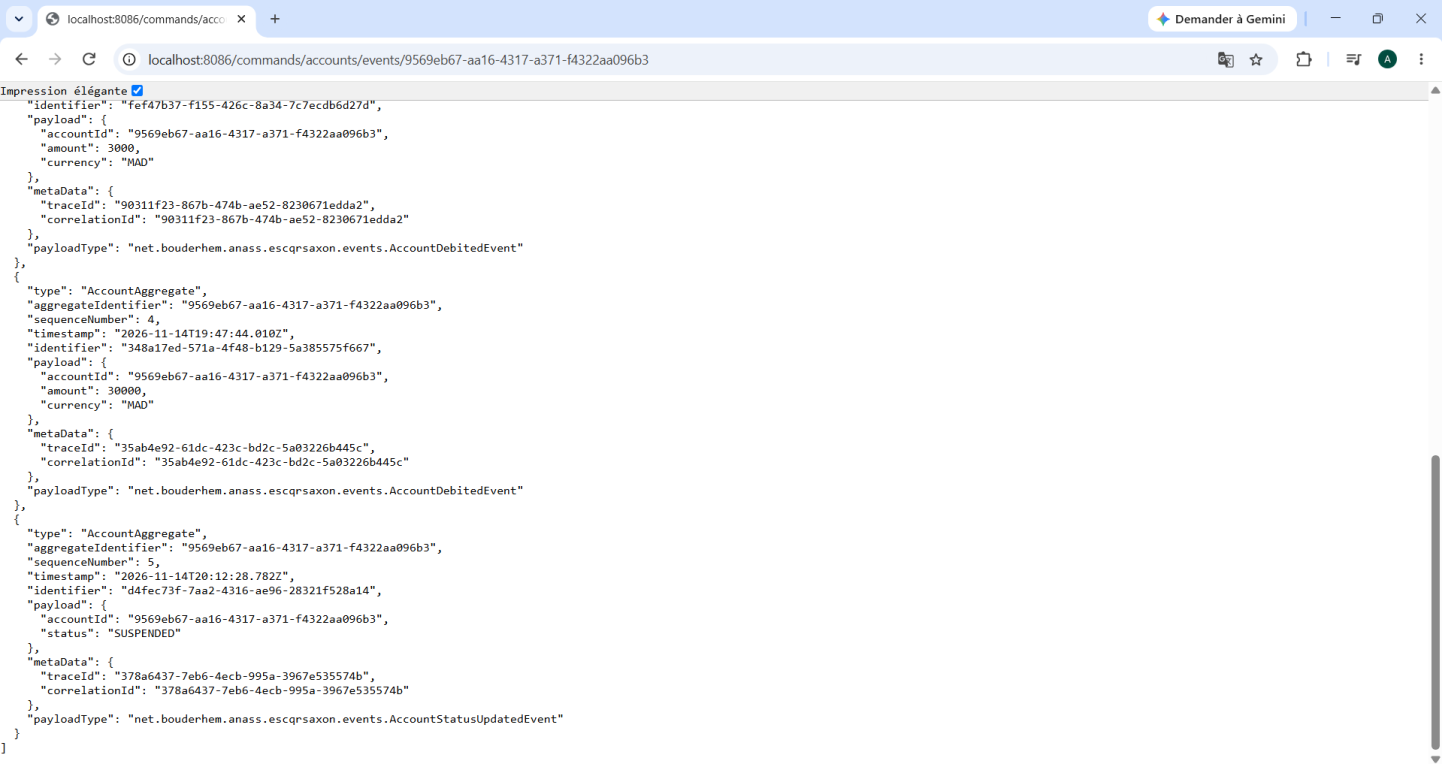 localhost:8086/commands/acco
Demander à Gemini
localhost:8086/commands/accounts/events/9569eb67-aa16-4317-a371-f4322aa096b3
A
Impression élégante
"identifier": "fef47b37-f155-426c-8a34-7c7ecdb6d27d",
"payload": {
"accountId": "9569eb67-aa16-4317-a371-f4322aa096b3",
"amount": 3000,
"currency": "MAD"
},
"metaData": {
"traceId": "90311f23-867b-474b-ae52-8230671edda2",
"correlationId": "90311f23-867b-474b-ae52-8230671edda2"
},
"payloadType": "net.bouderhem.anass.escqrsaxon.events.AccountDebitedEvent"
},
{
"type": "AccountAggregate",
"aggregateIdentifier": "9569eb67-aa16-4317-a371-f4322aa096b3",
"sequenceNumber": 4,
"timestamp": "2026-11-14T19:47:44.010Z",
"identifier": "348a17ed-571a-4f48-b129-5a385575f667",
"payload": {
"accountId": "9569eb67-aa16-4317-a371-f4322aa096b3",
"amount": 30000,
"currency": "MAD"
},
"metaData": {
"traceId": "35ab4e92-61dc-423c-bd2c-5a03226b445c",
"correlationId": "35ab4e92-61dc-423c-bd2c-5a03226b445c"
},
"payloadType": "net.bouderhem.anass.escqrsaxon.events.AccountDebitedEvent"
},
{
"type": "AccountAggregate",
"aggregateIdentifier": "9569eb67-aa16-4317-a371-f4322aa096b3",
"sequenceNumber": 5,
"timestamp": "2026-11-14T20:12:28.782Z",
"identifier": "d4fec73f-7aa2-4316-ae96-28321f528a14",
"payload": {
"accountId": "9569eb67-aa16-4317-a371-f4322aa096b3",
"status": "SUSPENDED"
},
"metaData": {
"traceId": "378a6437-7eb6-4ecb-995a-3967e535574b",
"correlationId": "378a6437-7eb6-4ecb-995a-3967e535574b"
},
"payloadType": "net.bouderhem.anass.escqrsaxon.events.AccountStatusUpdatedEvent"
}
]